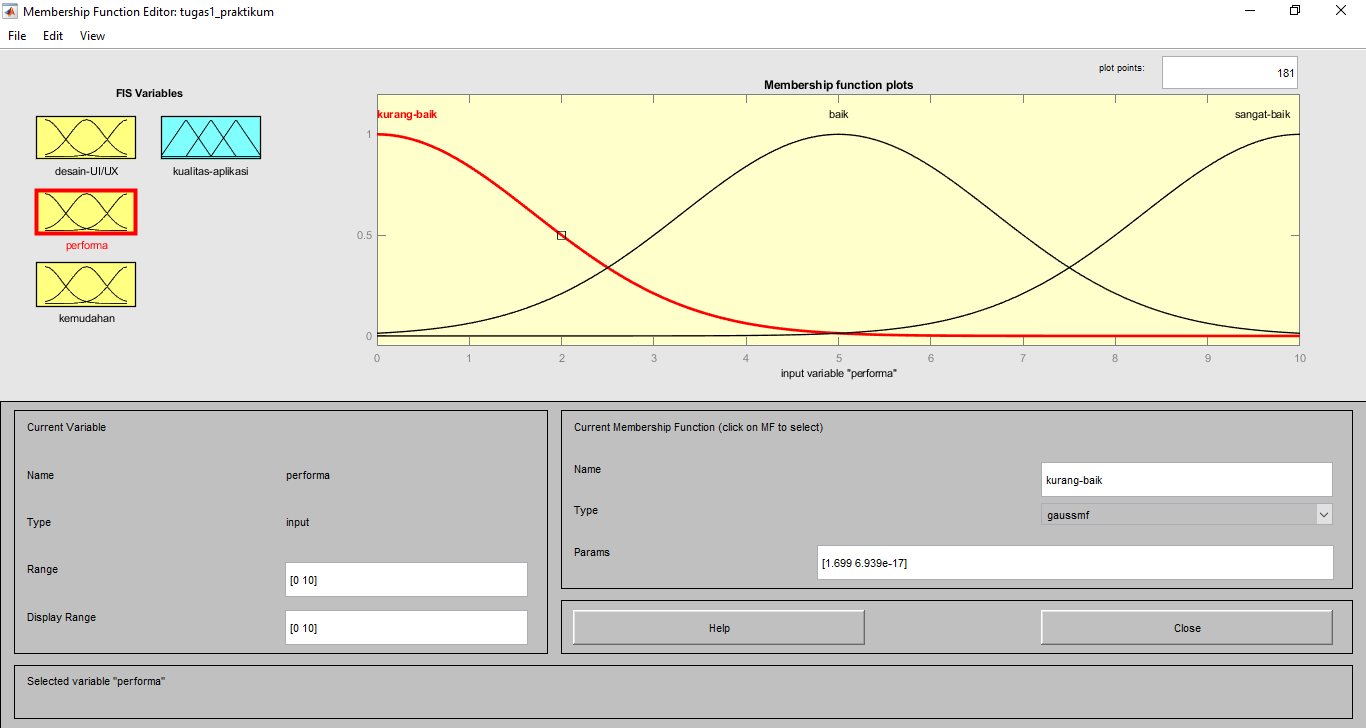 Membership Function Editor: tugas1_praktikum
File Edit View
FIS Variables
desain-UI/UX
kualitas-aplikasi
performa
kemudahan
plot points:
181
Membership function plots
kurang-baik
baik
sangat-baik
1
0.5
0
0 1 2 3 4 5 6 7 8 9 10
input variable "performa"
Current Variable
Name performa
Type input
Range [0 10]
Display Range [0 10]
Current Membership Function (click on MF to select)
Name kurang-baik
Type gaussmf
Params [1.699 6.939e-17]
Help Close
Selected variable "performa"